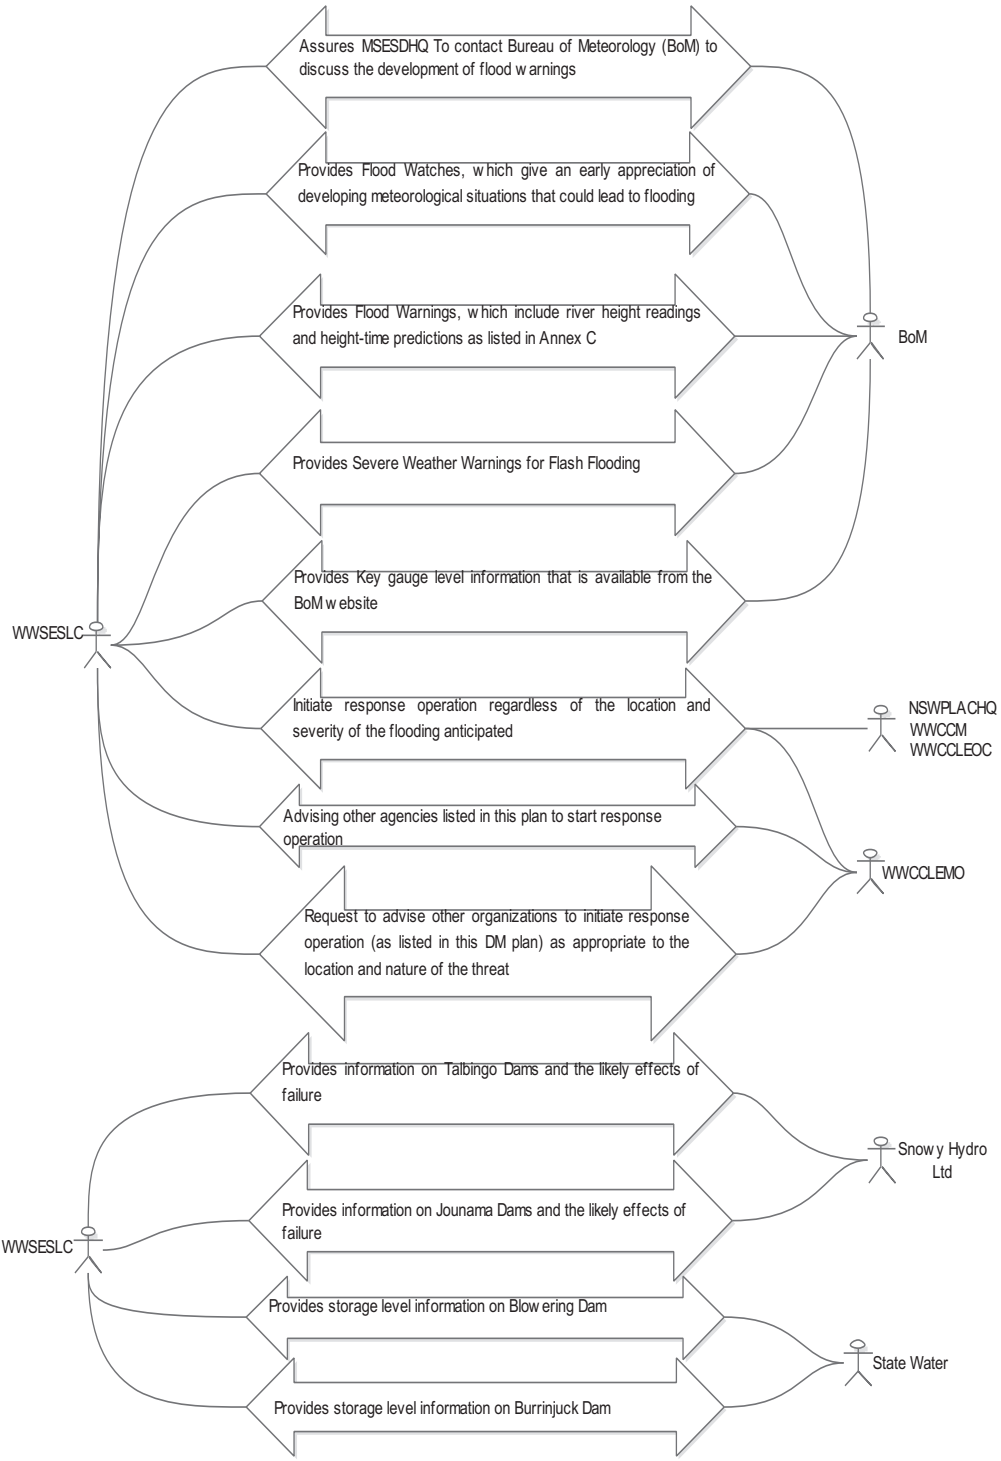 Assures MSESDHQ To contact Bureau of Meteorology (BoM) to
discuss the development of flood warnings
Provides Flood Watches, which give an early appreciation of
developing meteorological situations that could lead to flooding
Provides Flood Warnings, which include river height readings
and height-time predictions as listed in Annex C
BoM
Provides Severe Weather Warnings for Flash Flooding
Provides Key gauge level information that is available from the
BoM website
WWSESLC
Initiate response operation regardless of the location and
severity of the flooding anticipated
NSWPLACHQ
WWCCM
WWCCLEOC
Advising other agencies listed in this plan to start response
operation
WWCCLEMO
Request to advise other organizations to initiate response
operation (as listed in this DM plan) as appropriate to the
location and nature of the threat
Provides information on Talbingo Dams and the likely effects of
failure
Snowy Hydro
Ltd
Provides information on Jounama Dams and the likely effects of
failure
WWSESLC
Provides storage level information on Blowering Dam
State Water
Provides storage level information on Burrinjuck Dam